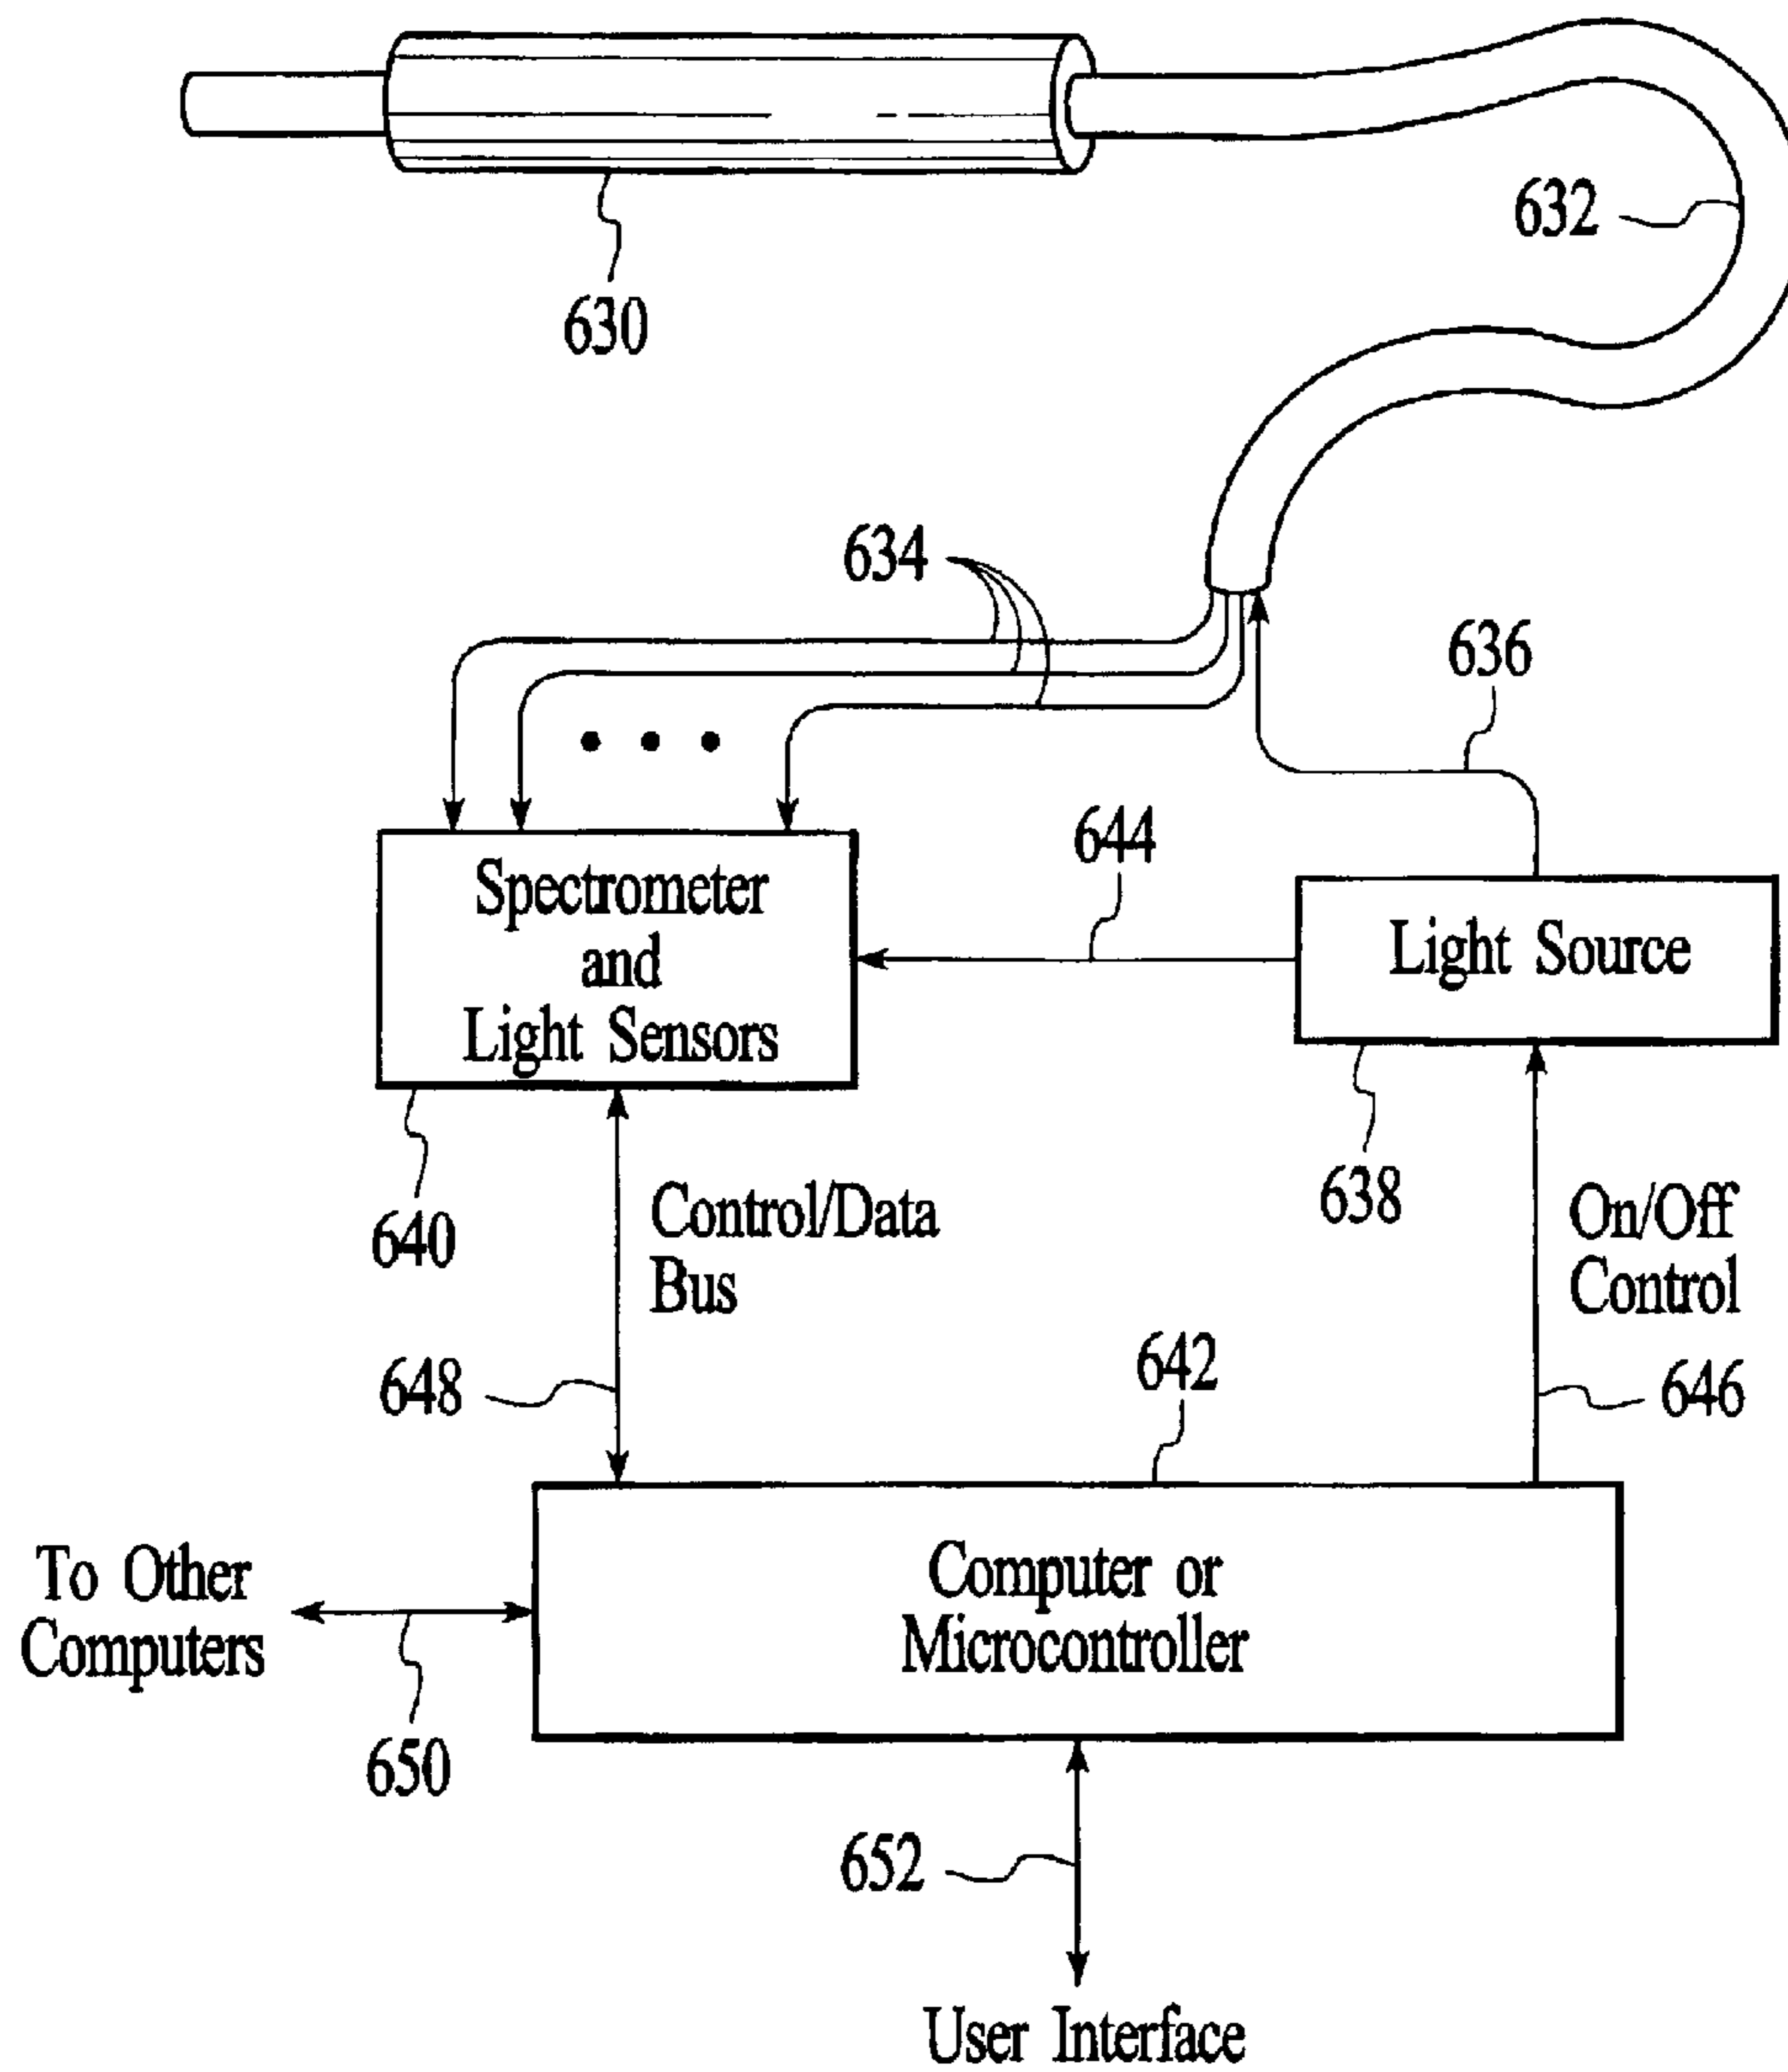 632
630
634
636
644
Spectrometer
and
Light Sensors
Light Source
638
640
Control/Data
Bus
On/Off
Control
648
642
646
To Other
Computers
Computer or
Microcontroller
650
652
User Interface